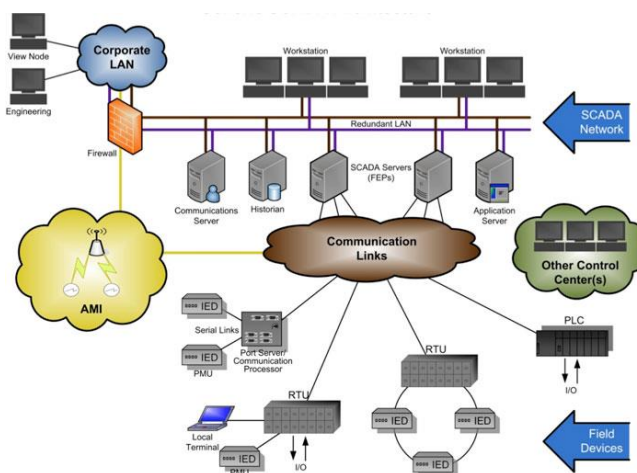 View Node
Engineering
Corporate
LAN
Firewall
Workstation
Workstation
Redundant LAN
SCADA
Network
Communications
Server
Historian
SCADA Servers
(FEPs)
Application
Server
AMI
Communication
Links
Other Control
Center(s)
IED
Serial Links
IED
PMU
Port Server/
Communication
Processor
RTU
Local
Terminal
IED
I/O
RTU
IED
IED
IED
PLC
I/O
Field
Devices